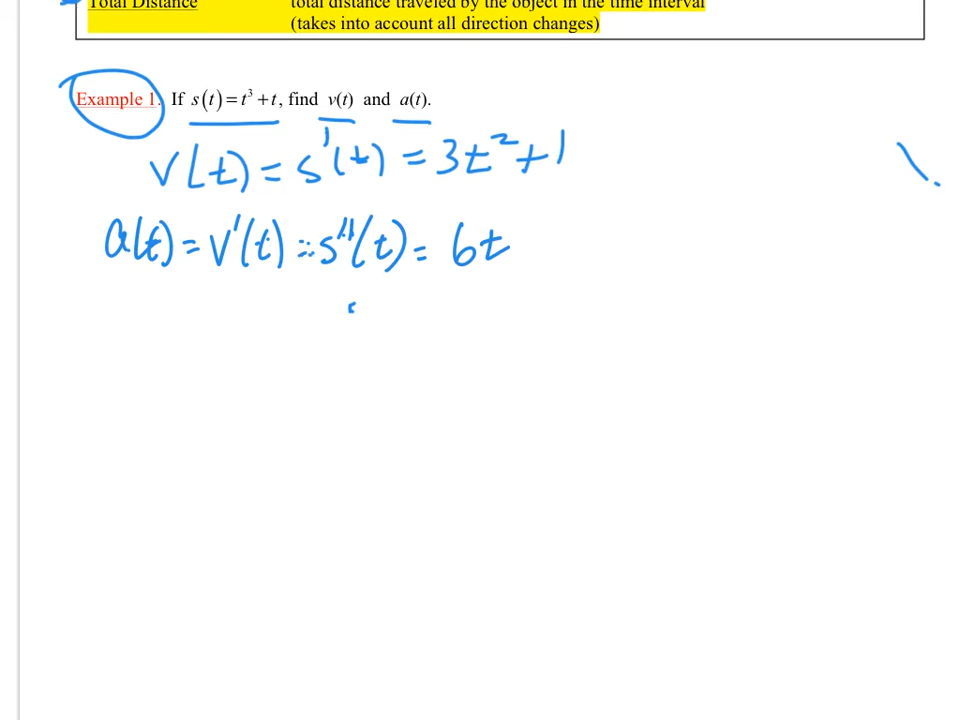 Total Distance total distance traveled by the object in the time interval
(takes into account all direction changes)
Example 1. If s(t) = t³ + t, find v(t) and a(t).
v(t) = s'(t) = 3t² + 1
a(t) = v'(t) = s''(t) = 6t